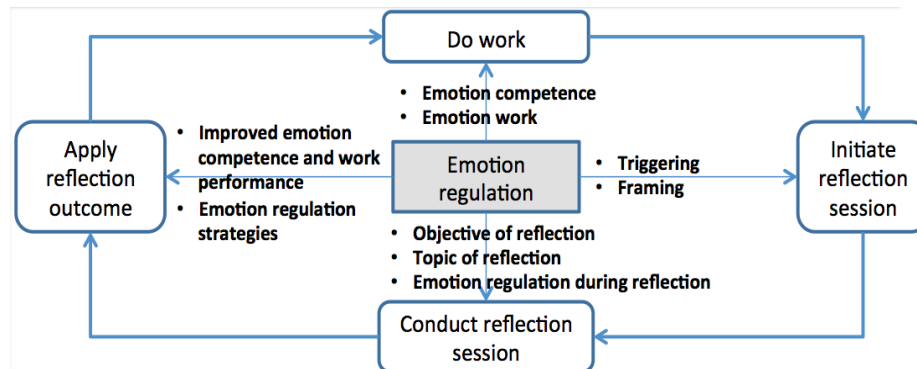 Do work
• Emotion competence
• Emotion work
Apply
reflection
outcome
• Improved emotion
competence and work
performance
• Emotion regulation
strategies
Emotion
regulation
• Triggering
• Framing
Initiate
reflection
session
• Objective of reflection
• Topic of reflection
• Emotion regulation during reflection
Conduct reflection
session